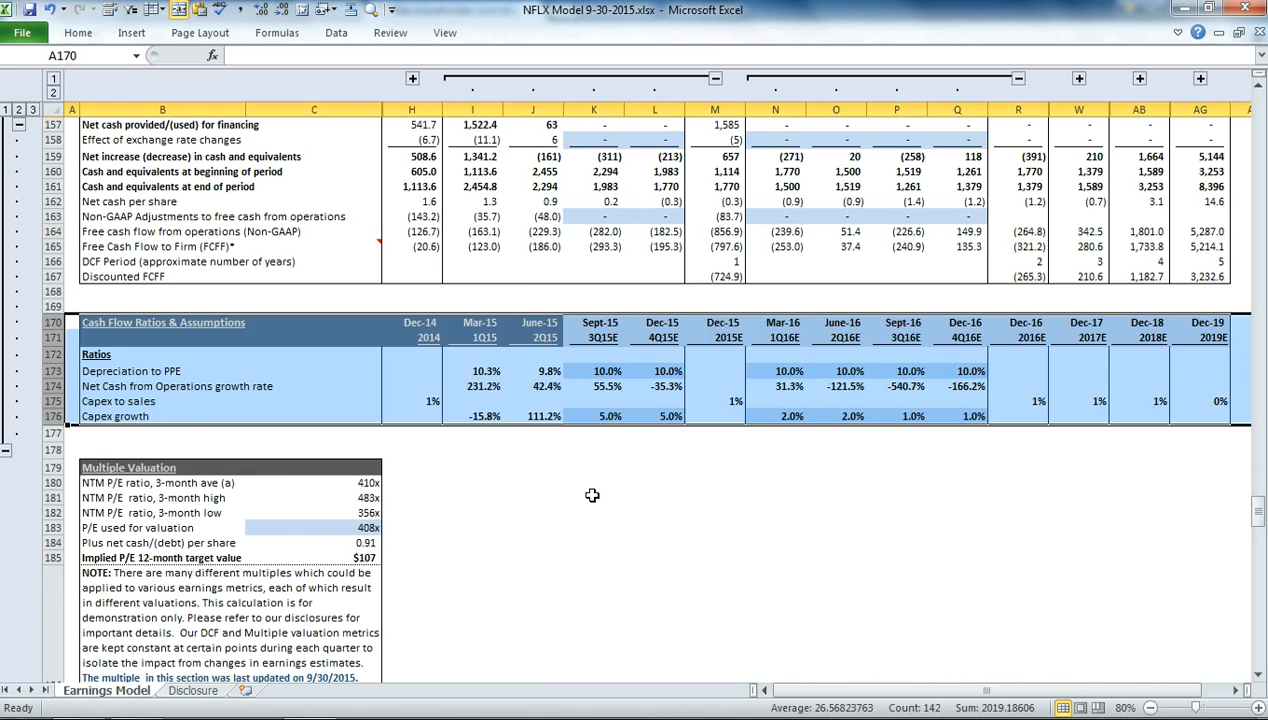 NFLX Model 9-30-2015.xlsx - Microsoft Excel
File Home Insert Page Layout Formulas Data Review View
A170 fx
1
2
1 2 3 A B C H I J K L M N O P Q R W AB AG
157 Net cash provided/(used) for financing 541.7 1,522.4 63 - - 1,585 - - - - - - - -
158 Effect of exchange rate changes (6.7) (11.1) 6 - - (5) - - - - - - - -
159 Net increase (decrease) in cash and equivalents 508.6 1,341.2 (161) (311) (213) 657 (271) 20 (258) 118 (391) 210 1,664 5,144
160 Cash and equivalents at beginning of period 605.0 1,113.6 2,455 2,294 1,983 1,114 1,770 1,500 1,519 1,261 1,770 1,379 1,589 3,253
161 Cash and equivalents at end of period 1,113.6 2,454.8 2,294 1,983 1,770 1,770 1,500 1,519 1,261 1,379 1,379 1,589 3,253 8,396
162 Net cash per share 1.6 1.3 0.9 0.2 (0.3) (0.3) (0.9) (0.9) (1.4) (1.2) (1.2) (0.7) 3.1 14.6
163 Non-GAAP Adjustments to free cash from operations (143.2) (35.7) (48.0) - - (83.7) - - - -
164 Free cash flow from operations (Non-GAAP) (126.7) (163.1) (229.3) (282.0) (182.5) (856.9) (239.6) 51.0 (226.6) 149.9 (264.8) 342.5 1,801.0 5,287.0
165 Free Cash Flow to Firm (FCFF)* (20.6) (123.0) (186.0) (293.3) (195.3) (797.6) (253.0) 37.4 (240.9) 135.3 (321.2) 280.6 1,733.8 5,214.1
166 DCF Period (approximate number of years) 1 2 3 4 5
167 Discounted FCFF (724.9) (265.3) 210.6 1,182.7 3,232.6
168
169
170 Cash Flow Ratios & Assumptions Dec-14 Mar-15 June-15 Sept-15 Dec-15 Dec-15 Mar-16 June-16 Sept-16 Dec-16 Dec-16 Dec-17 Dec-18 Dec-19
171 2014 1Q15 2Q15 3Q15E 4Q15E 2015E 1Q16E 2Q16E 3Q16E 4Q16E 2016E 2017E 2018E 2019E
172 Ratios
173 Depreciation to PPE 10.3% 9.8% 10.0% 10.0% 10.0% 10.0% 10.0% 10.0%
174 Net Cash from Operations growth rate 231.2% 42.4% 55.5% -35.3% 31.3% -121.5% -540.7% -166.2%
175 Capex to sales 1% 1% 1% 1% 1% 0%
176 Capex growth -15.8% 111.2% 5.0% 5.0% 2.0% 2.0% 1.0% 1.0%
177
178
179 Multiple Valuation
180 NTM P/E ratio, 3-month ave (a) 410x
181 NTM P/E ratio, 3-month high 483x
182 NTM P/E ratio, 3-month low 356x
183 P/E used for valuation 408x
184 Plus net cash/(debt) per share 0.91
185 Implied P/E 12-month target value $107
NOTE: There are many different multiples which could be
applied to various earnings metrics, each of which result
in different valuations. This calculation is for
demonstration only. Please refer to our disclosures for
important details. Our DCF and Multiple valuation metrics
are kept constant at certain points during each quarter to
isolate the impact from changes in earnings estimates.
The multiple in this section was last updated on 9/30/2015.
Earnings Model Disclosure
Ready Average: 26.56823763 Count: 142 Sum: 2019.18606 80%